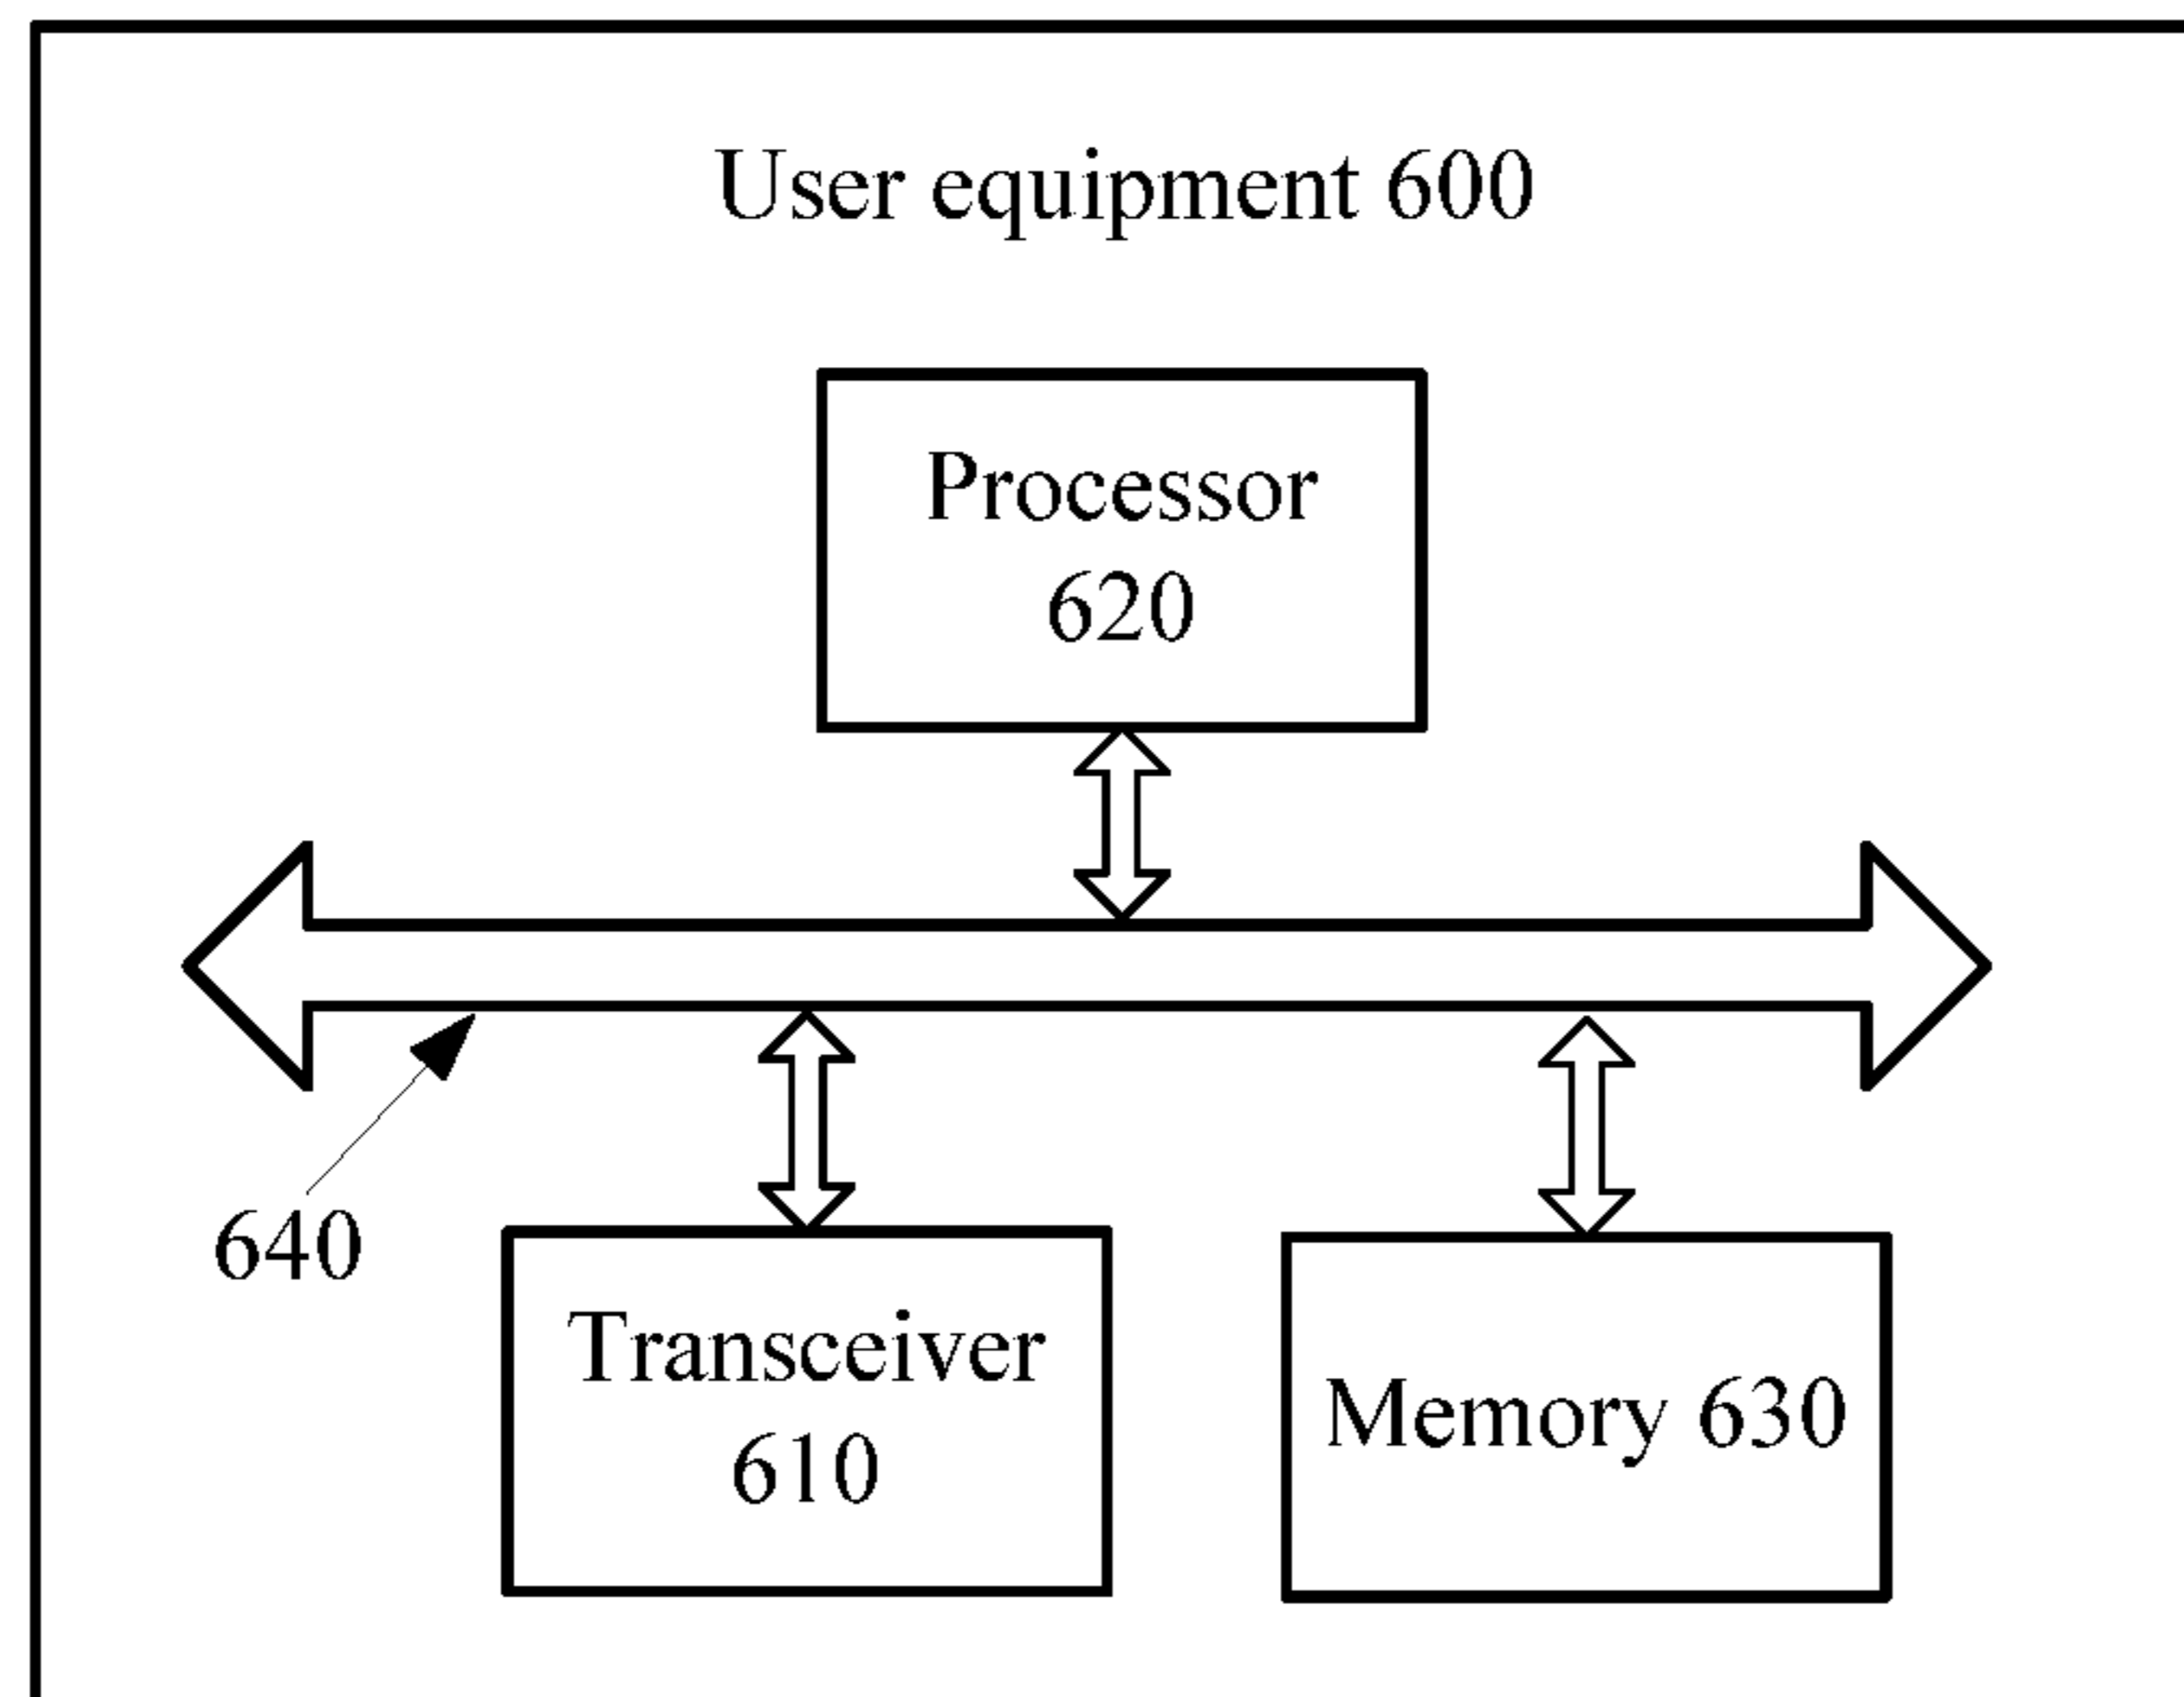 User equipment 600
Processor
620
640
Transceiver
610
Memory 630